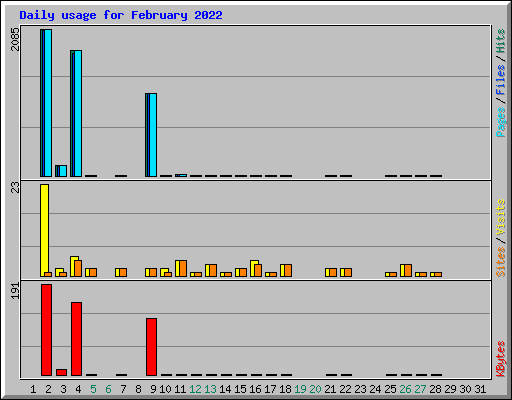 Daily usage for February 2022
2085
23
191
Pages / Files / Hits
Sites / Visits
KBytes
1 2 3 4 5 6 7 8 9 10 11 12 13 14 15 16 17 18 19 20 21 22 23 24 25 26 27 28 29 30 31